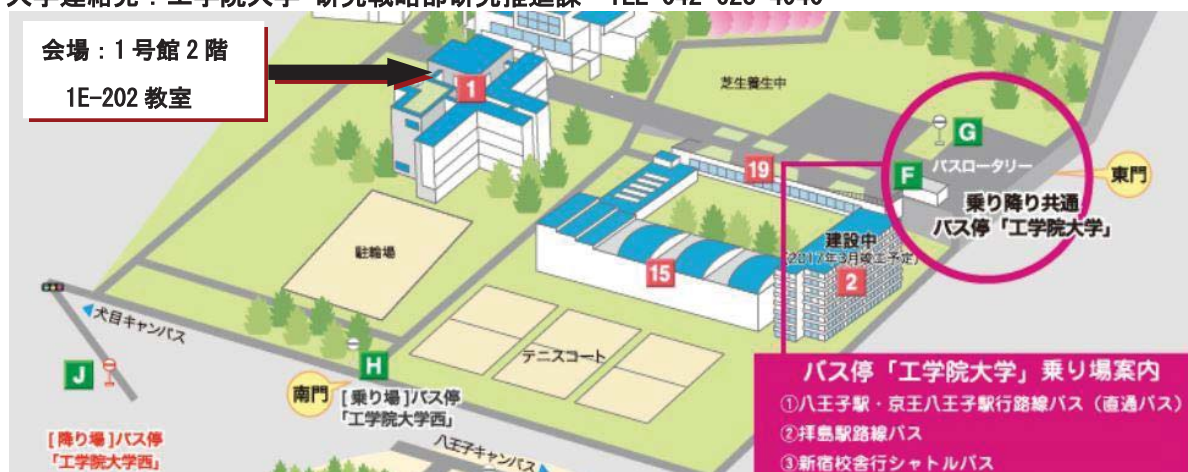 会場：1号館2階
1E-202教室
1
芝生養生中
G
F
バスロータリー
東門
乗り降り共通
バス停「工学院大学」
19
建設中
(2017年3月竣工予定)
2
15
駐輪場
テニスコート
犬目キャンパス
J
H
南門
[乗り場]バス停
「工学院大学西」
[降り場]バス停
「工学院大学西」
八王子キャンパス
バス停「工学院大学」乗り場案内
①八王子駅・京王八王子駅行路線バス（直通バス）
②拝島駅路線バス
③新宿校舎行シャトルバス